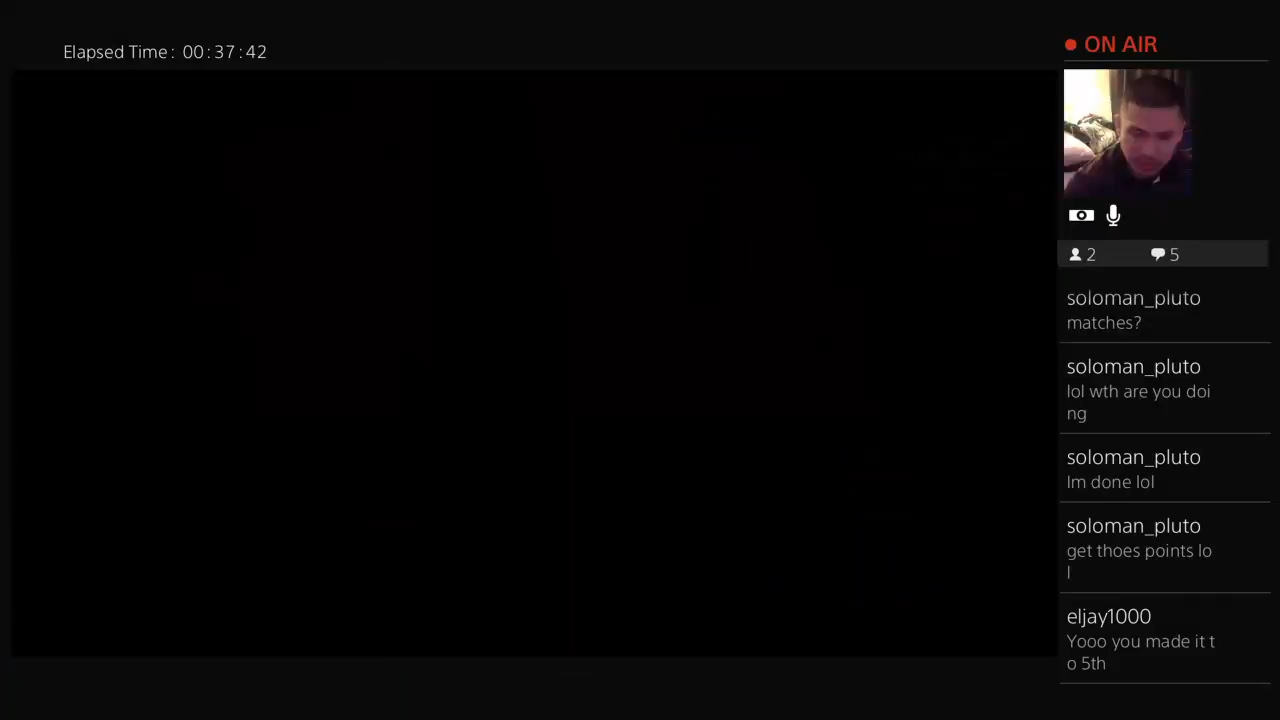 Elapsed Time: 00:37:42
ON AIR
2 5
soloman_pluto
matches?
soloman_pluto
lol wth are you doi
ng
soloman_pluto
Im done lol
soloman_pluto
get thoes points lo
l
eljay1000
Yooo you made it t
o 5th